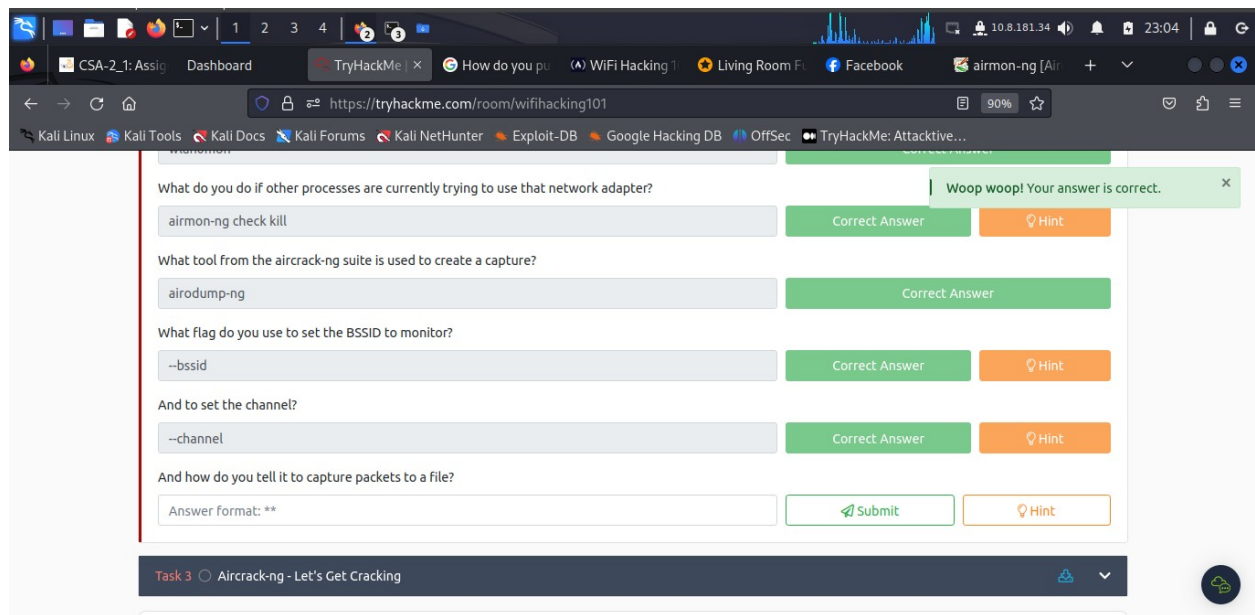 1 2 3 4 2 3 10.8.181.34 23:04
CSA-2_1: Assig Dashboard TryHackMe | How do you pu WiFi Hacking 1 Living Room Fu Facebook airmon-ng [Air
https://tryhackme.com/room/wifihacking101 90%
Kali Linux Kali Tools Kali Docs Kali Forums Kali NetHunter Exploit-DB Google Hacking DB OffSec TryHackMe: Attacktive…
What do you do if other processes are currently trying to use that network adapter?
Woop woop! Your answer is correct.
airmon-ng check kill Correct Answer Hint
What tool from the aircrack-ng suite is used to create a capture?
airodump-ng Correct Answer
What flag do you use to set the BSSID to monitor?
--bssid Correct Answer Hint
And to set the channel?
--channel Correct Answer Hint
And how do you tell it to capture packets to a file?
Answer format: ** Submit Hint
Task 3 Aircrack-ng - Let's Get Cracking